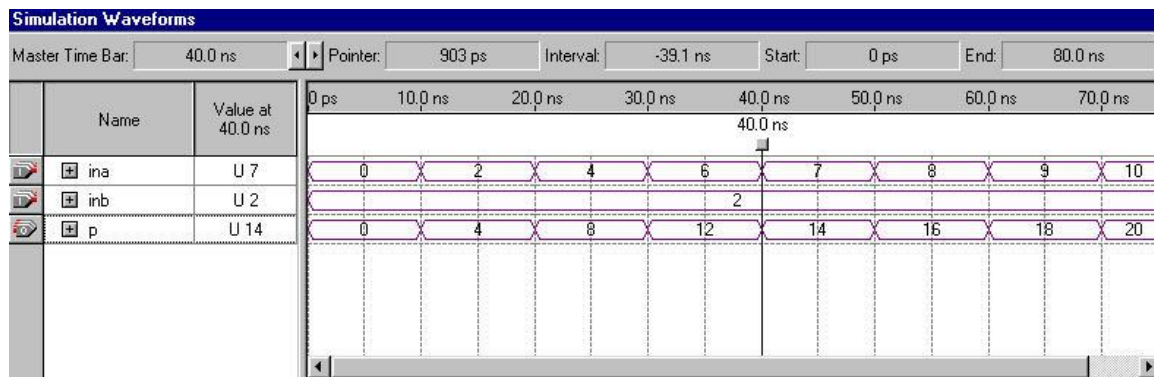 Simulation Waveforms
Master Time Bar: 40.0 ns Pointer: 903 ps Interval: -39.1 ns Start: 0 ps End: 80.0 ns
Name Value at 40.0 ns 0 ps 10.0 ns 20.0 ns 30.0 ns 40.0 ns 50.0 ns 60.0 ns 70.0 ns
40.0 ns
ina U 7 0 2 4 6 7 8 9 10
inb U 2 2
p U 14 0 4 8 12 14 16 18 20